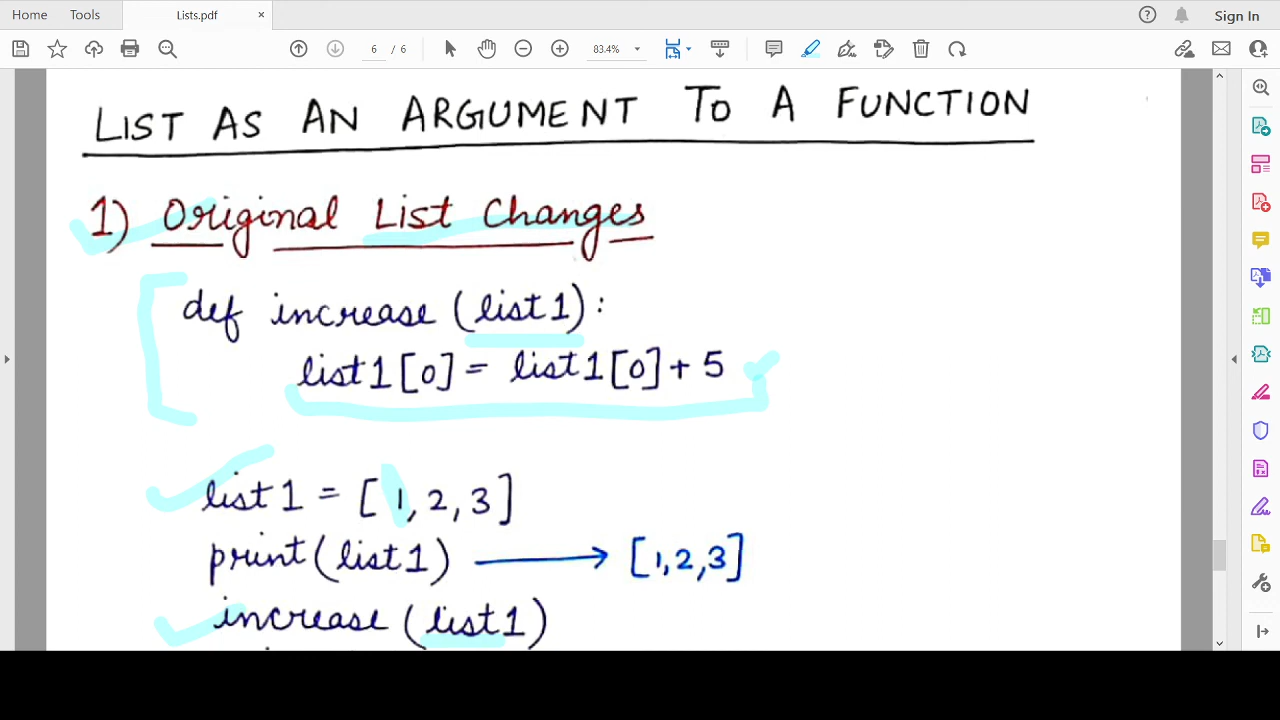 Home Tools Lists.pdf × Sign In
6 / 6 83.4%
LIST AS AN ARGUMENT TO A FUNCTION
1) Original List Changes
def increase (list1):
list1[0] = list1[0] + 5
list1 = [1, 2, 3]
print(list1) → [1,2,3]
increase (list1)